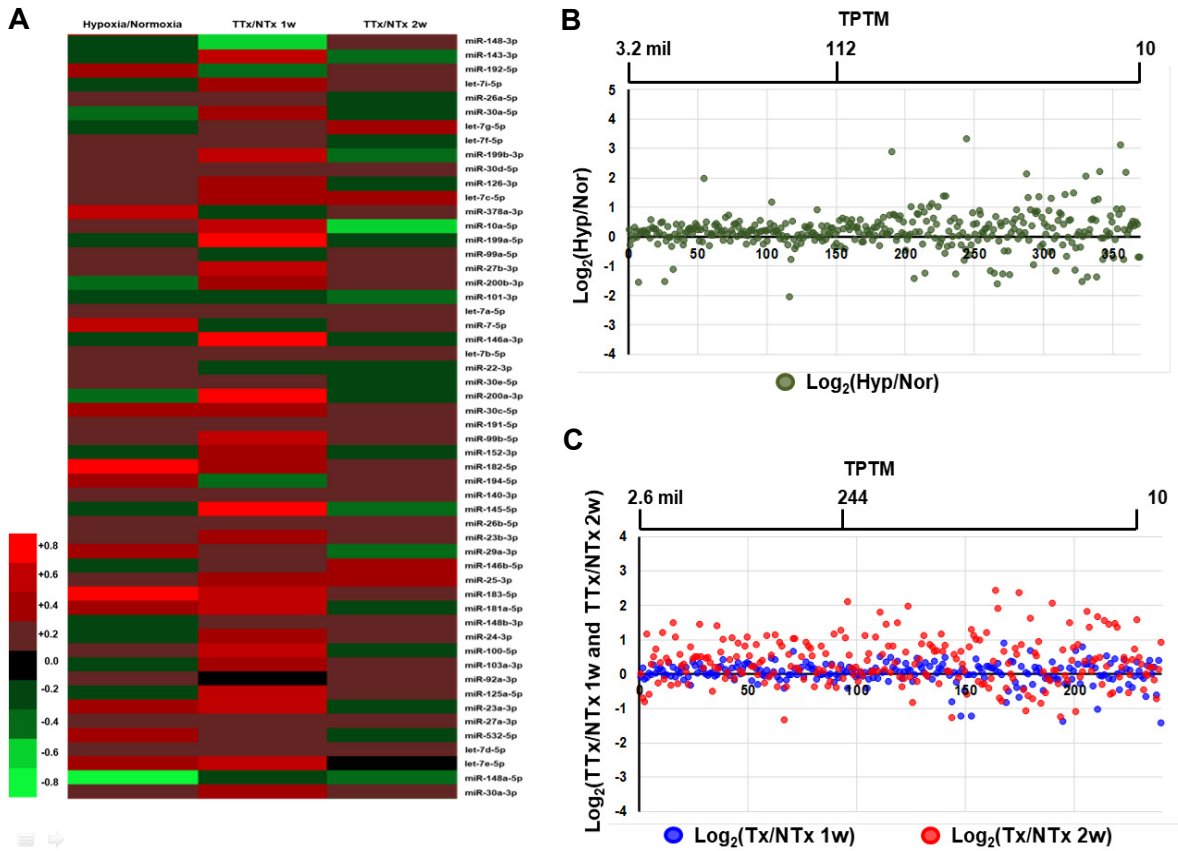 A
Hypoxia/Normoxia TTx/NTx 1w TTx/NTx 2w
miR-148-3p
miR-143-3p
miR-192-5p
let-7i-5p
miR-26a-5p
miR-30a-5p
let-7g-5p
let-7f-5p
miR-199b-3p
miR-30d-5p
miR-126-3p
let-7c-5p
miR-378a-3p
miR-10a-5p
miR-199a-5p
miR-99a-5p
miR-27b-3p
miR-200b-3p
miR-101-3p
let-7a-5p
miR-7-5p
miR-146a-3p
let-7b-5p
miR-22-3p
miR-30e-5p
miR-200a-3p
miR-30c-5p
miR-191-5p
miR-99b-5p
miR-152-3p
miR-182-5p
miR-194-5p
miR-140-3p
miR-145-5p
miR-26b-5p
miR-23b-3p
miR-29a-3p
miR-146b-5p
miR-25-3p
miR-183-5p
miR-181a-5p
miR-148b-3p
miR-24-3p
miR-100-5p
miR-103a-3p
miR-92a-3p
miR-125a-5p
miR-23a-3p
miR-27a-3p
miR-532-5p
let-7d-5p
let-7e-5p
miR-148a-5p
miR-30a-3p
+0.8
+0.6
+0.4
+0.2
0.0
-0.2
-0.4
-0.6
-0.8
B
TPTM
3.2 mil 112 10
Log2(Hyp/Nor)
5
4
3
2
1
0
-1
-2
-3
-4
0 50 100 150 200 250 300 350
Log2(Hyp/Nor)
C
TPTM
2.6 mil 244 10
Log2(TTx/NTx 1w and TTx/NTx 2w)
4
3
2
1
0
-1
-2
-3
-4
0 50 100 150 200
Log2(Tx/NTx 1w) Log2(Tx/NTx 2w)